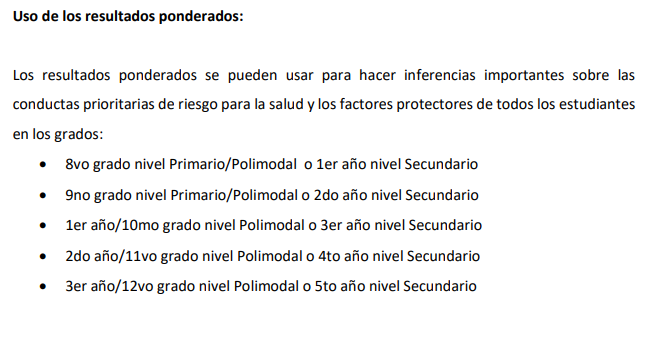 Uso de los resultados ponderados:
Los resultados ponderados se pueden usar para hacer inferencias importantes sobre las
conductas prioritarias de riesgo para la salud y los factores protectores de todos los estudiantes
en los grados:
• 8vo grado nivel Primario/Polimodal o 1er año nivel Secundario
• 9no grado nivel Primario/Polimodal o 2do año nivel Secundario
• 1er año/10mo grado nivel Polimodal o 3er año nivel Secundario
• 2do año/11vo grado nivel Polimodal o 4to año nivel Secundario
• 3er año/12vo grado nivel Polimodal o 5to año nivel Secundario